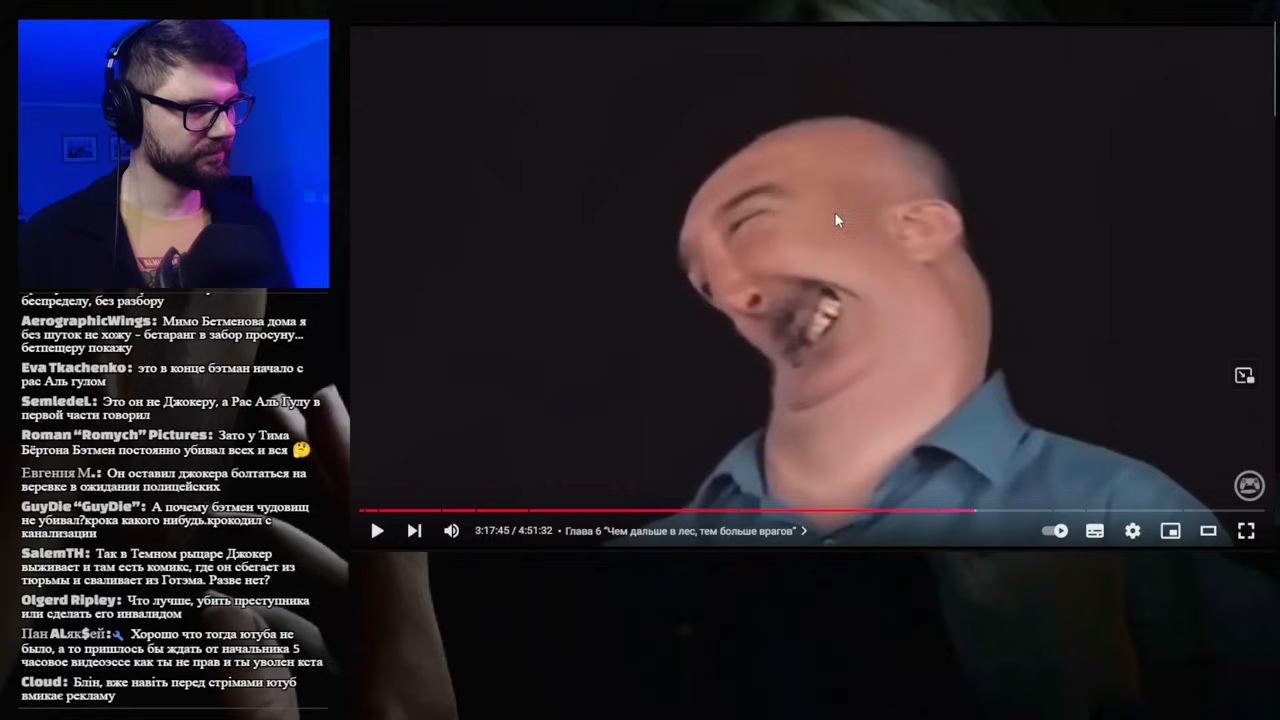 беспределу, без разбору
AerographicWings: Мимо Бетменова дома я
без шуток не хожу - бетаранг в забор просуну...
бетпещеру покажу
Eva Tkachenko: это в конце бэтман начало с
рас Аль гулом
SemledeL: Это он не Джокеру, а Рас Аль Гулу в
первой части говорил
Roman “Romych” Pictures: Зато у Тима
Бёртона Бэтмен постоянно убивал всех и вся 🤔
Евгения М.: Он оставил джокера болтаться на
веревке в ожидании полицейских
GuyDie “GuyDie”: А почему бэтмен чудовищ
не убивал?крока какого нибудь.крокодил с
канализации
SalemTH: Так в Темном рыцаре Джокер
выживает и там есть комикс, где он сбегает из
тюрьмы и сваливает из Готэма. Разве нет?
Olgerd Ripley: Что лучше, убить преступника
или сделать его инвалидом
Пан ALяк$ей: Хорошо что тогда ютуба не
было, а то пришлось бы ждать от начальника 5
часовое видеоэссе как ты не прав и ты уволен кста
Cloud: Блін, вже навіть перед стрімами ютуб
вмикає рекламу
3:17:45 / 4:51:32 • Глава 6 “Чем дальше в лес, тем больше врагов”